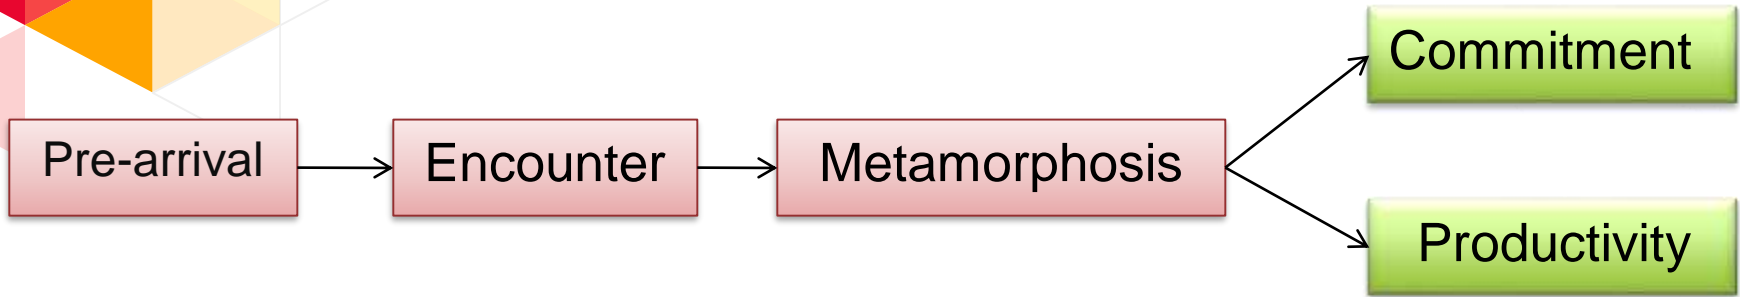 Pre-arrival
Encounter
Metamorphosis
Commitment
Productivity